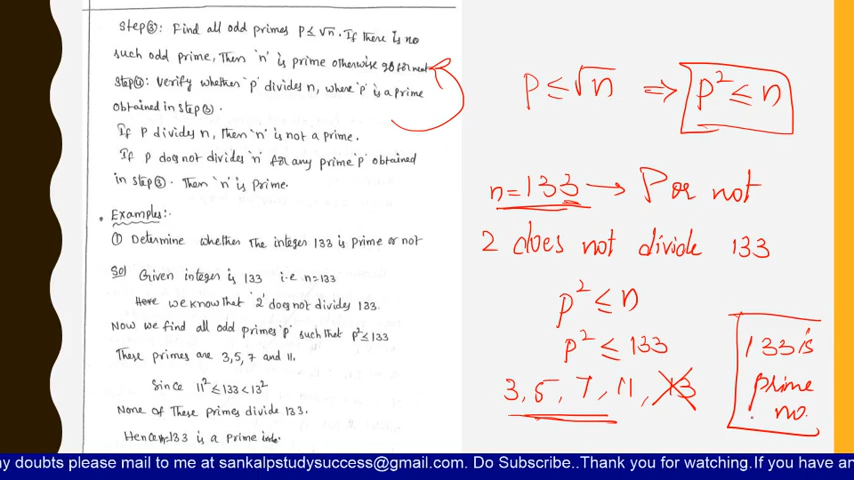 Step③: Find all odd primes P≤√n. If there is no
such odd prime, Then 'n' is prime otherwise go for next
Step④: Verify whether 'p' divides n, where 'p' is a prime
obtained in step③.
If P divides n, Then 'n' is not a prime.
If p does not divides 'n' for any prime 'p' obtained
in step③. Then 'n' is Prime.
• Examples:-
① Determine whether The integer 133 is prime or not
Sol Given integer is 133 i.e n=133
Here we know that '2' does not divides 133.
Now we find all odd primes 'p' such that p²≤133
These primes are 3,5,7 and 11.
Since 11²≤133<13²
None of These primes divide 133.
Hence n=133 is a prime
P≤√n ⇒ p²≤n
n=133 → P or not
2 does not divide 133
p²≤n
p²≤133
3, 5, 7, 11, 13
133 is
prime
no.
ny doubts please mail to me at sankalpstudysuccess@gmail.com. Do Subscribe..Thank you for watching.If you have an